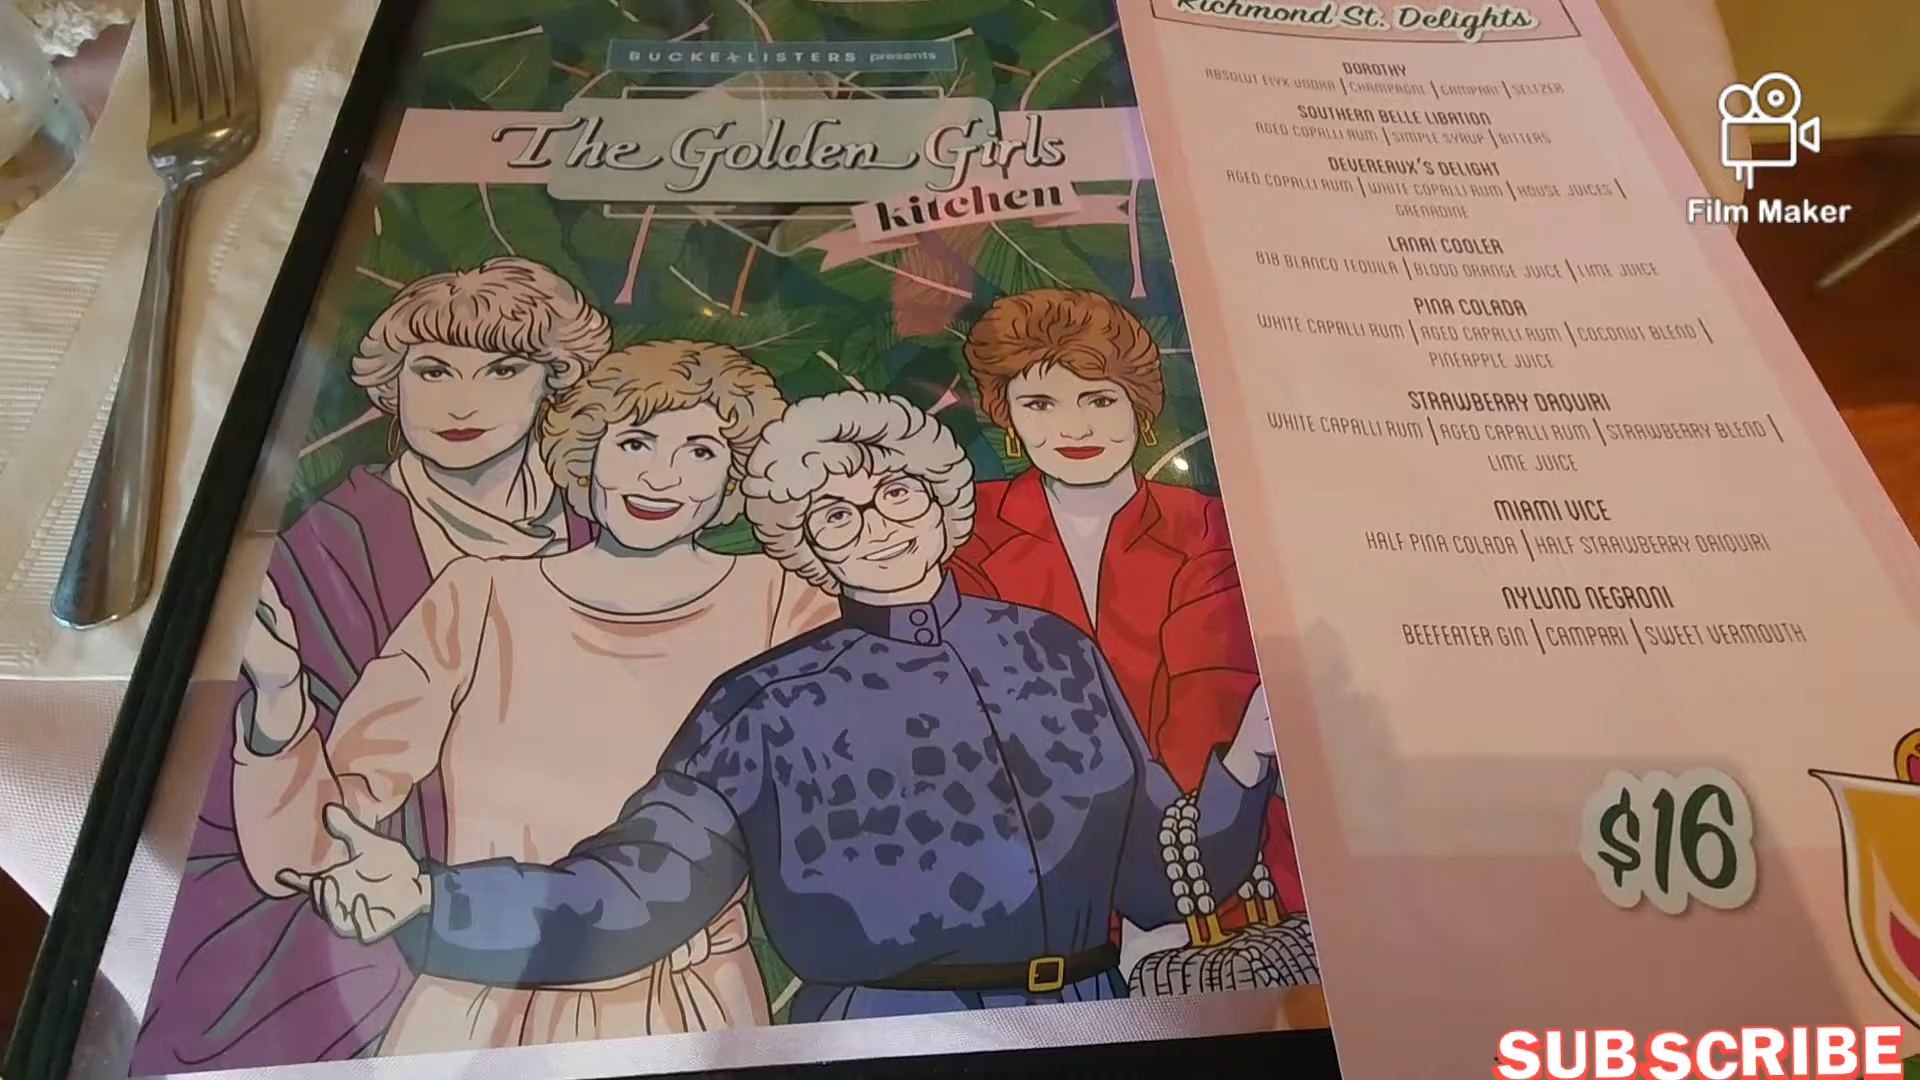 BUCKETLISTERS presents
The Golden Girls
kitchen
Richmond St. Delights
DOROTHY
ABSOLUT ELYX VODKA | CHAMPAGNE | CAMPARI | SELTZER
SOUTHERN BELLE LIBATION
AGED COPALLI RUM | SIMPLE SYRUP | BITTERS
DEVEREAUX'S DELIGHT
AGED COPALLI RUM | WHITE COPALLI RUM | HOUSE JUICES |
GRENADINE
LANAI COOLER
818 BLANCO TEQUILA | BLOOD ORANGE JUICE | LIME JUICE
PINA COLADA
WHITE CAPALLI RUM | AGED CAPALLI RUM | COCONUT BLEND |
PINEAPPLE JUICE
STRAWBERRY DAQUIRI
WHITE CAPALLI RUM | AGED CAPALLI RUM | STRAWBERRY BLEND |
LIME JUICE
MIAMI VICE
HALF PINA COLADA | HALF STRAWBERRY DAIQUIRI
NYLUND NEGRONI
BEEFEATER GIN | CAMPARI | SWEET VERMOUTH
$16
Film Maker
SUBSCRIBE